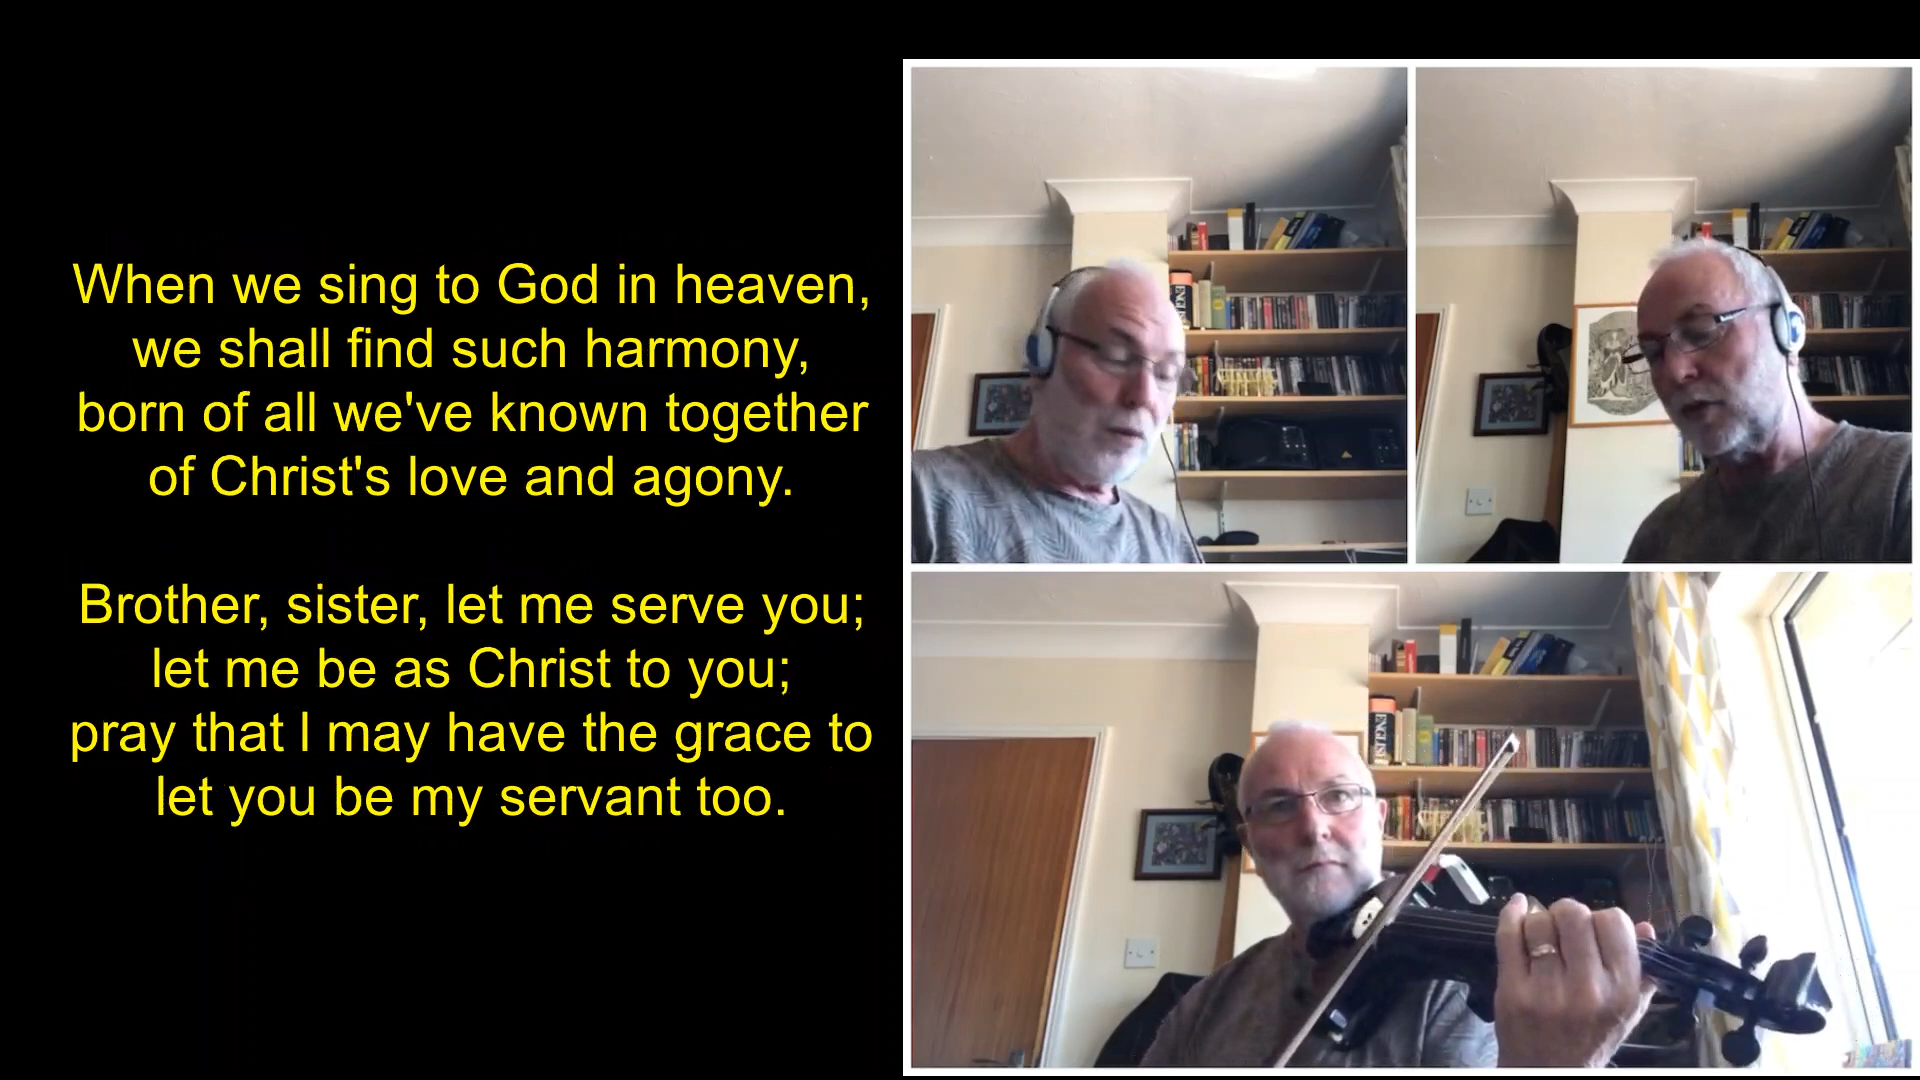 When we sing to God in heaven,
we shall find such harmony,
born of all we've known together
of Christ's love and agony.
Brother, sister, let me serve you;
let me be as Christ to you;
pray that I may have the grace to
let you be my servant too.
ENGLISH
ENGLISH